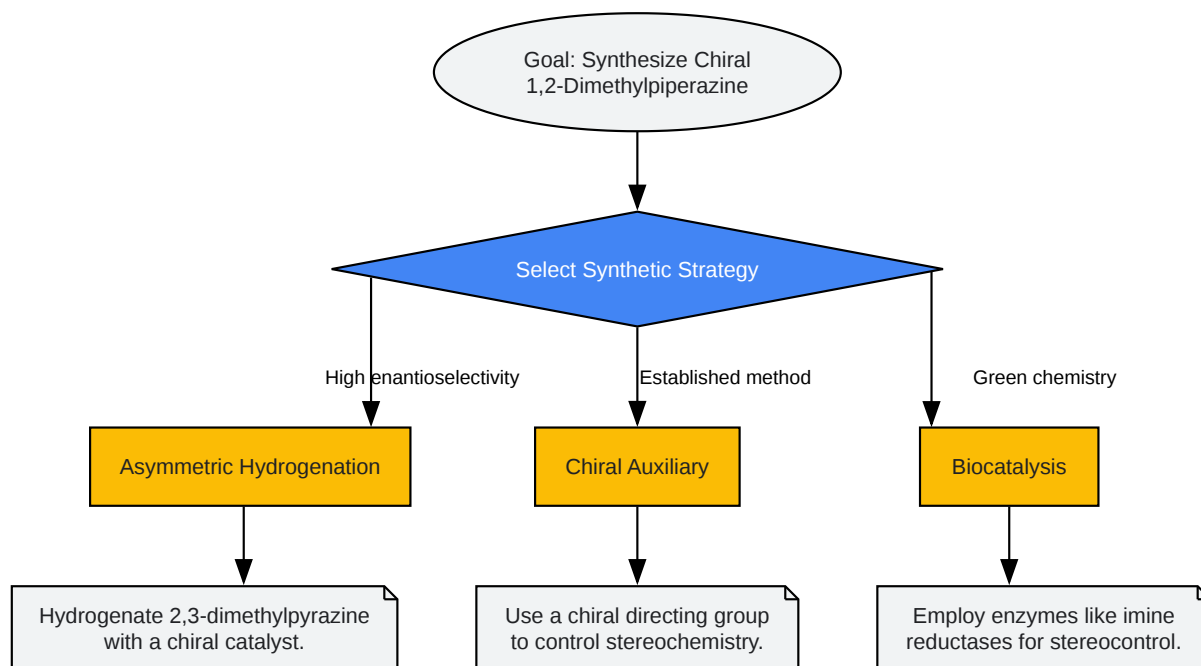 Goal: Synthesize Chiral
1,2-Dimethylpiperazine
Select Synthetic Strategy
High enantioselectivity
Established method
Green chemistry
Asymmetric Hydrogenation
Chiral Auxiliary
Biocatalysis
Hydrogenate 2,3-dimethylpyrazine
with a chiral catalyst.
Use a chiral directing group
to control stereochemistry.
Employ enzymes like imine
reductases for stereocontrol.